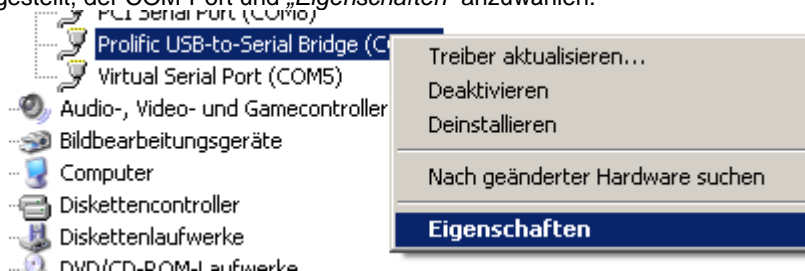 gestellt, der COM-Port und „Eigenschaften“ anzuwählen.
PCI Serial Port (COM6)
Prolific USB-to-Serial Bridge (CO
Virtual Serial Port (COM5)
Audio-, Video- und Gamecontroller
Bildbearbeitungsgeräte
Computer
Diskettencontroller
Diskettenlaufwerke
DVD/CD-ROM-Laufwerke
Treiber aktualisieren...
Deaktivieren
Deinstallieren
Nach geänderter Hardware suchen
Eigenschaften